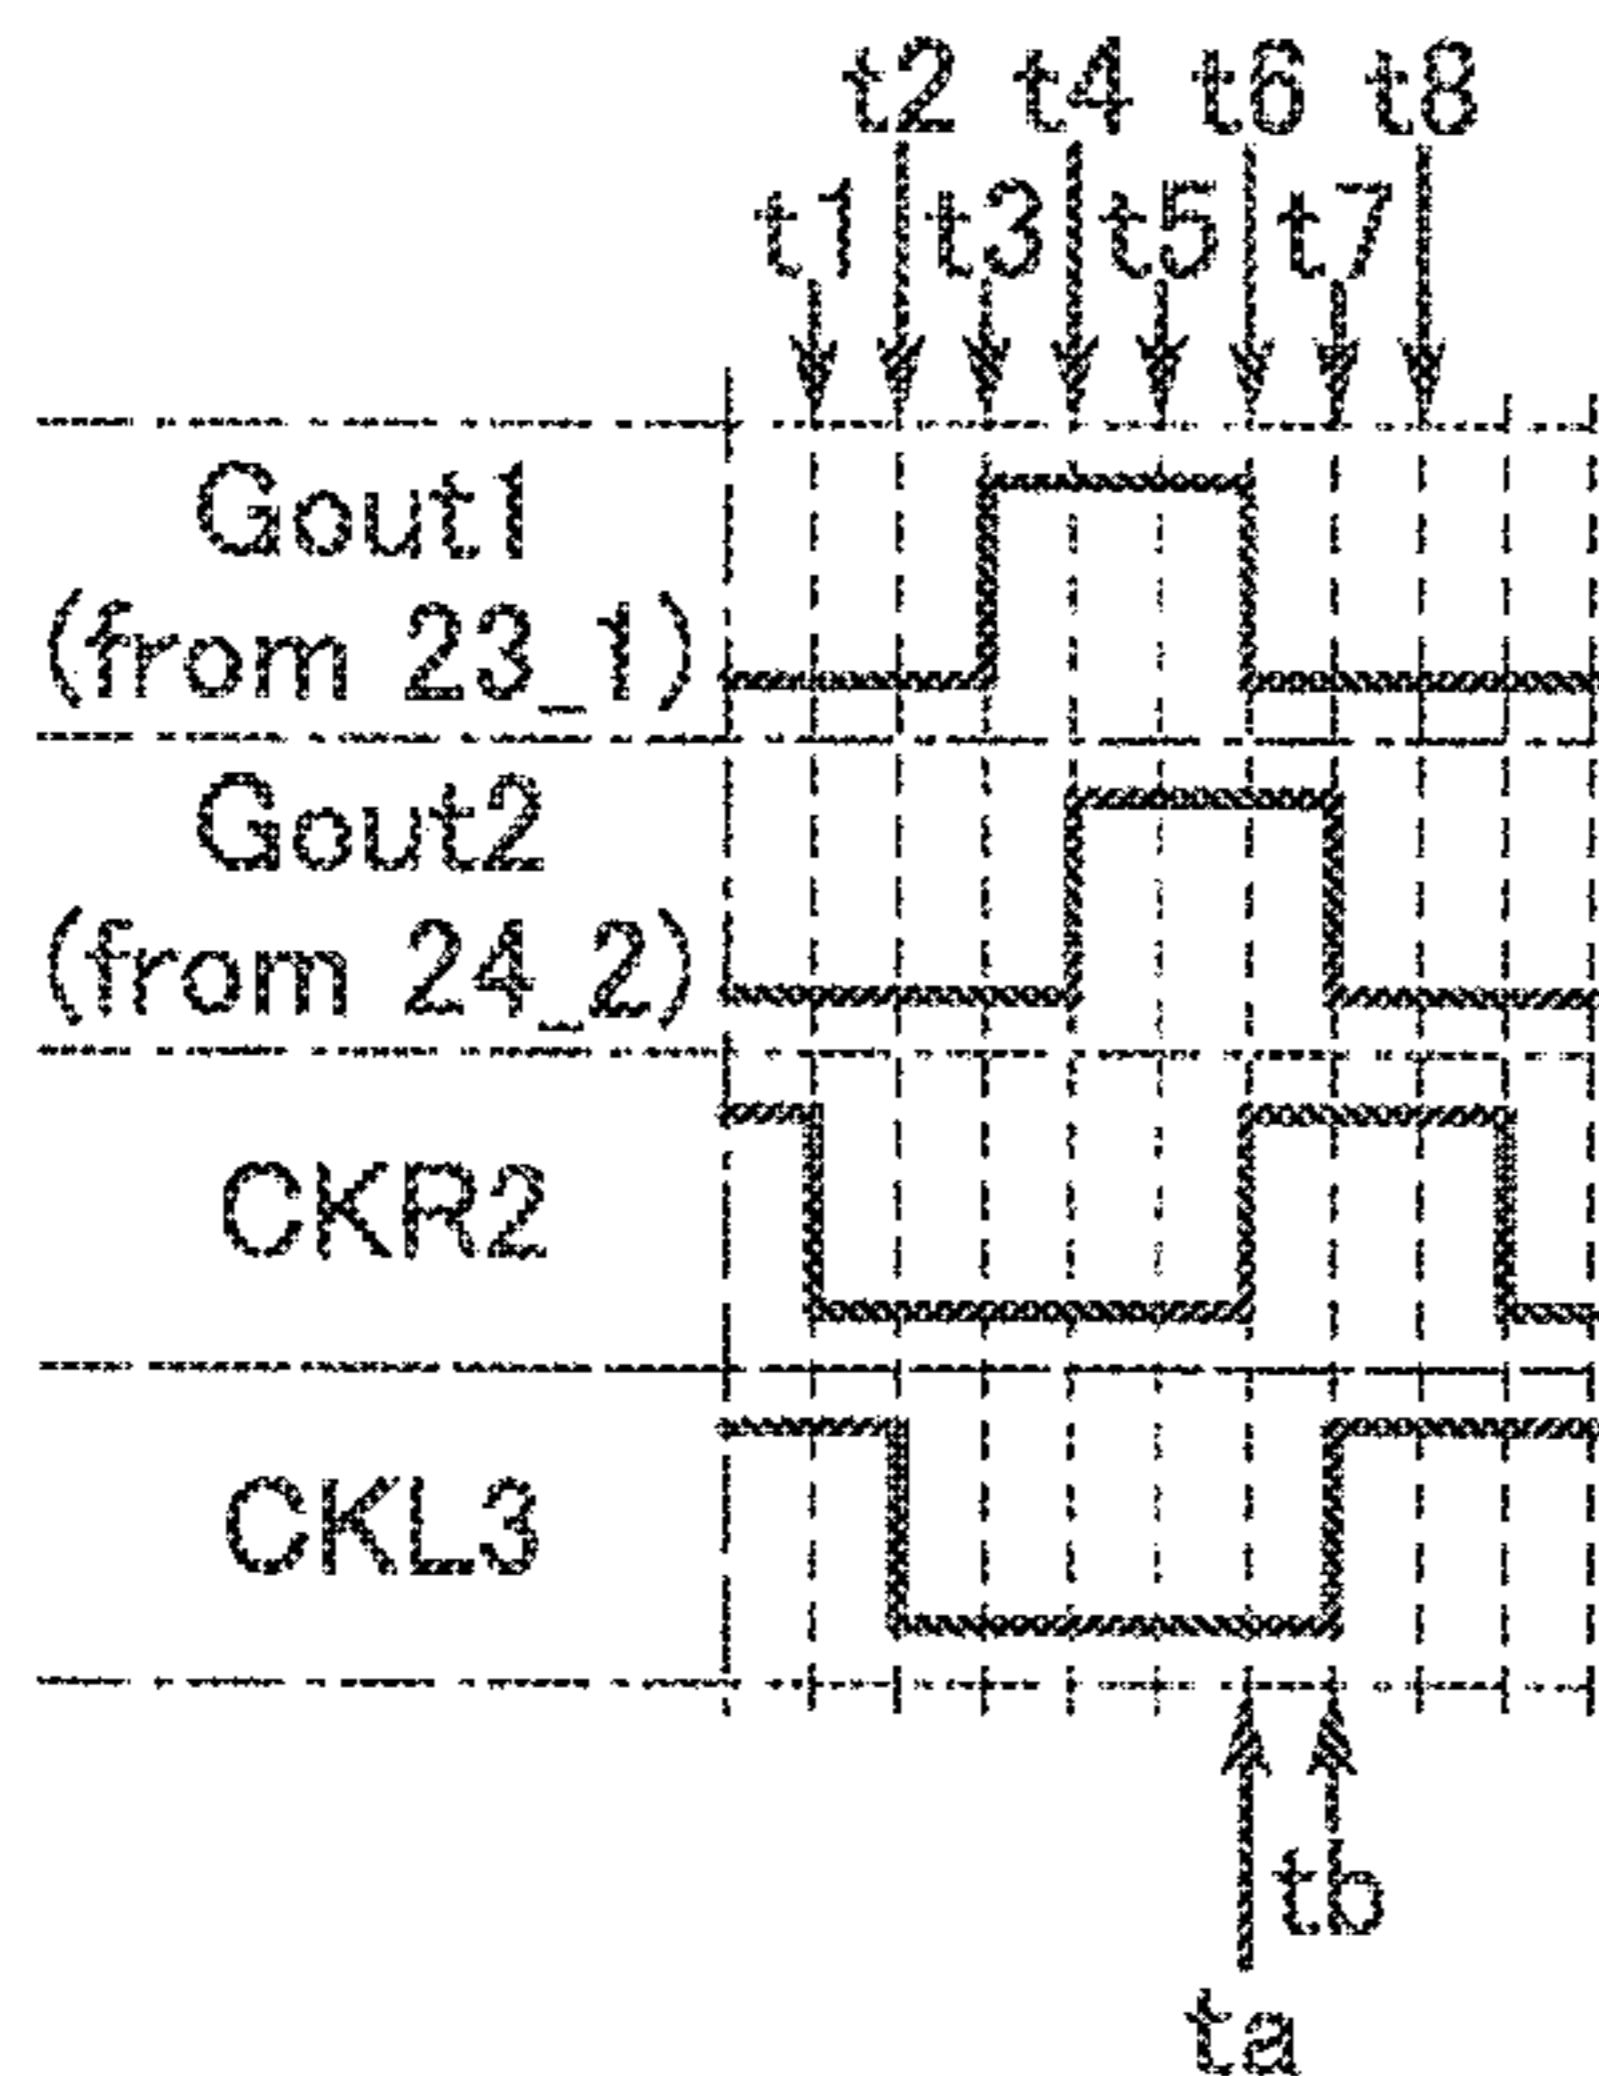 t2 t4 t6 t8
t1 t3 t5 t7
Gout1
(from 23_1)
Gout2
(from 24_2)
CKR2
CKL3
tb
ta